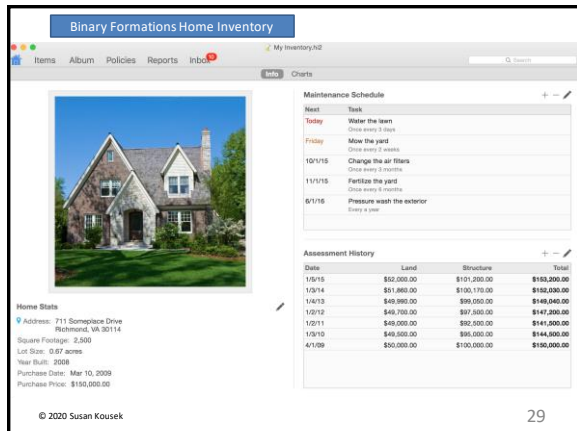 Binary Formations Home Inventory
My Inventory.hi2
Items Album Policies Reports Inbox 10
Search
Info Charts
Maintenance Schedule
Next Task
Today Water the lawn
Once every 3 days
Friday Mow the yard
Once every 2 weeks
10/1/15 Change the air filters
Once every 3 months
11/1/15 Fertilize the yard
Once every 6 months
6/1/16 Pressure wash the exterior
Every a year
Assessment History
Date Land Structure Total
1/5/15 $52,000.00 $101,200.00 $153,200.00
1/3/14 $51,860.00 $100,170.00 $152,030.00
1/4/13 $49,990.00 $99,050.00 $149,040.00
1/2/12 $49,700.00 $97,500.00 $147,200.00
1/2/11 $49,000.00 $92,500.00 $141,500.00
1/3/10 $49,500.00 $95,000.00 $144,500.00
4/1/09 $50,000.00 $100,000.00 $150,000.00
Home Stats
Address: 711 Someplace Drive
Richmond, VA 30114
Square Footage: 2,500
Lot Size: 0.67 acres
Year Built: 2008
Purchase Date: Mar 10, 2009
Purchase Price: $150,000.00
© 2020 Susan Kousek
29